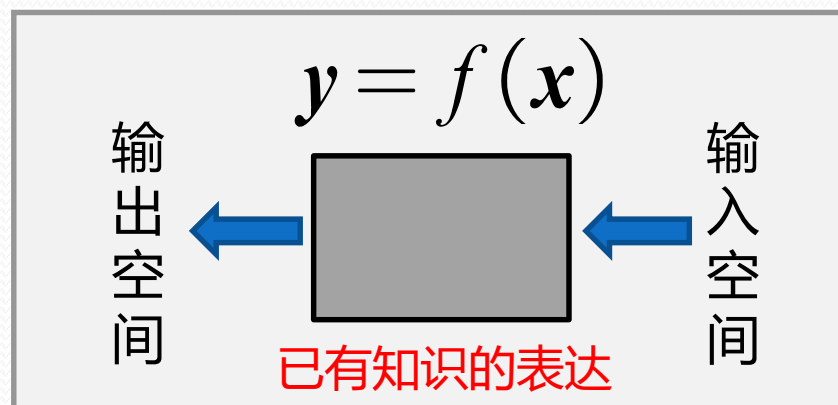 y = f(x)
输出空间
输入空间
已有知识的表达